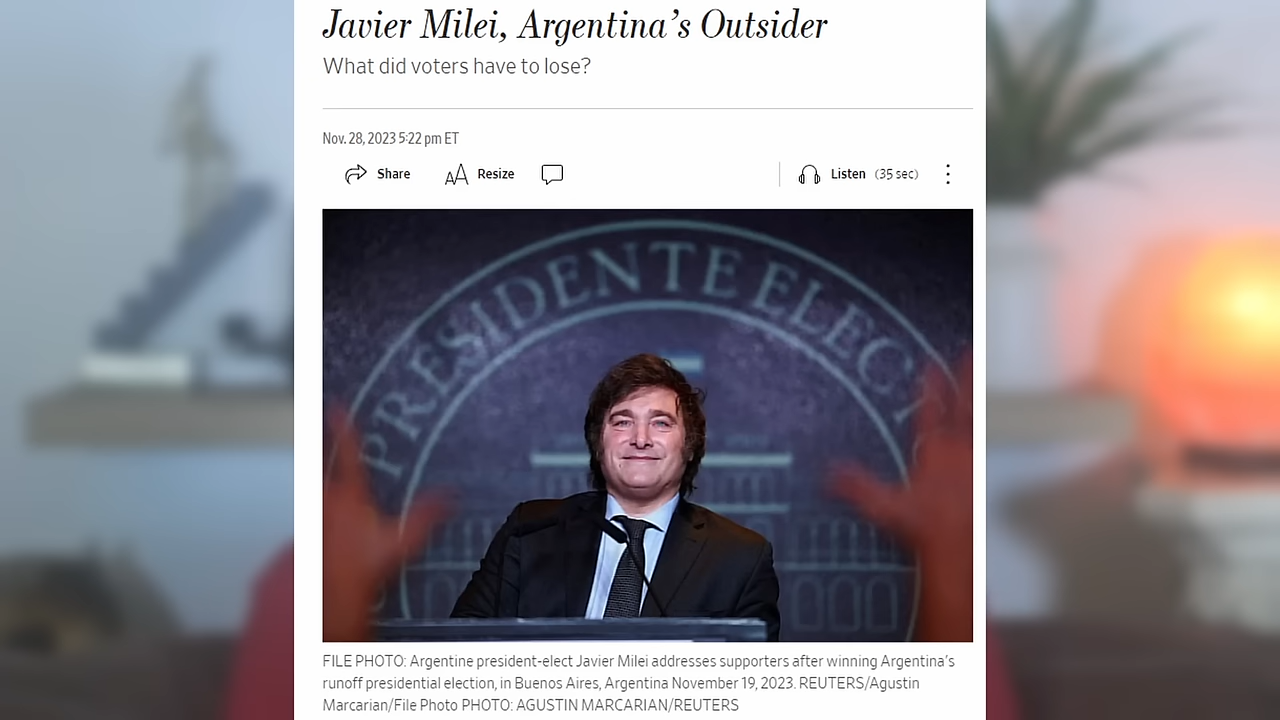 Javier Milei, Argentina’s Outsider
What did voters have to lose?
Nov. 28, 2023 5:22 pm ET
Share
Resize
Listen (35 sec)
PRESIDENTE ELECT
FILE PHOTO: Argentine president-elect Javier Milei addresses supporters after winning Argentina’s
runoff presidential election, in Buenos Aires, Argentina November 19, 2023. REUTERS/Agustin
Marcarian/File Photo PHOTO: AGUSTIN MARCARIAN/REUTERS